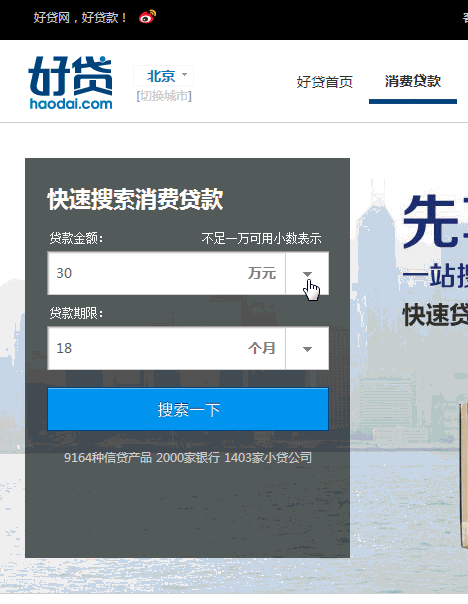 好贷网，好贷款！
好贷
haodai.com
北京
[切换城市]
好贷首页
消费贷款
快速搜索消费贷款
贷款金额：
不足一万可用小数表示
30 万元
贷款期限：
18 个月
搜索一下
9164种信贷产品 2000家银行 1403家小贷公司
先
一站搜
快速贷